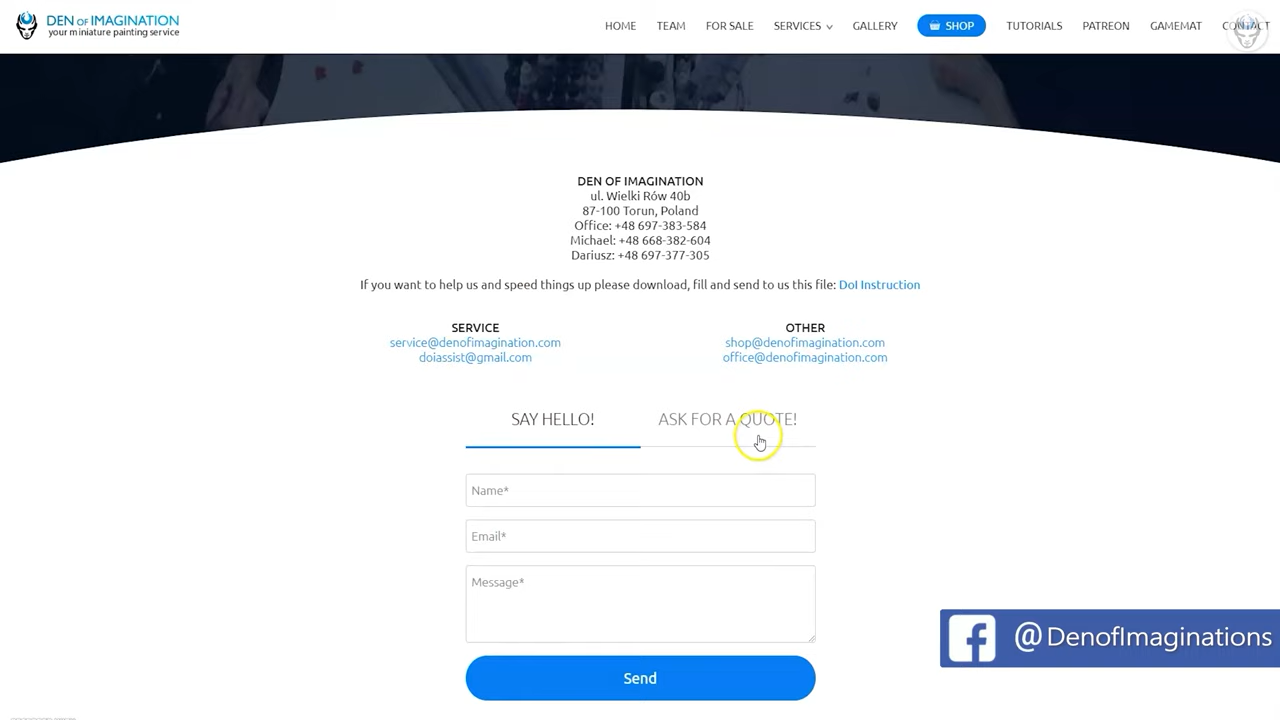 DEN OF IMAGINATION
your miniature painting service
HOME
TEAM
FOR SALE
SERVICES
GALLERY
SHOP
TUTORIALS
PATREON
GAMEMAT
CONTACT
DEN OF IMAGINATION
ul. Wielki Rów 40b
87-100 Torun, Poland
Office: +48 697-383-584
Michael: +48 668-382-604
Dariusz: +48 697-377-305
If you want to help us and speed things up please download, fill and send to us this file: DoI Instruction
SERVICE
service@denofimagination.com
doiassist@gmail.com
OTHER
shop@denofimagination.com
office@denofimagination.com
SAY HELLO!
ASK FOR A QUOTE!
Name*
Email*
Message*
Send
@DenofImaginations